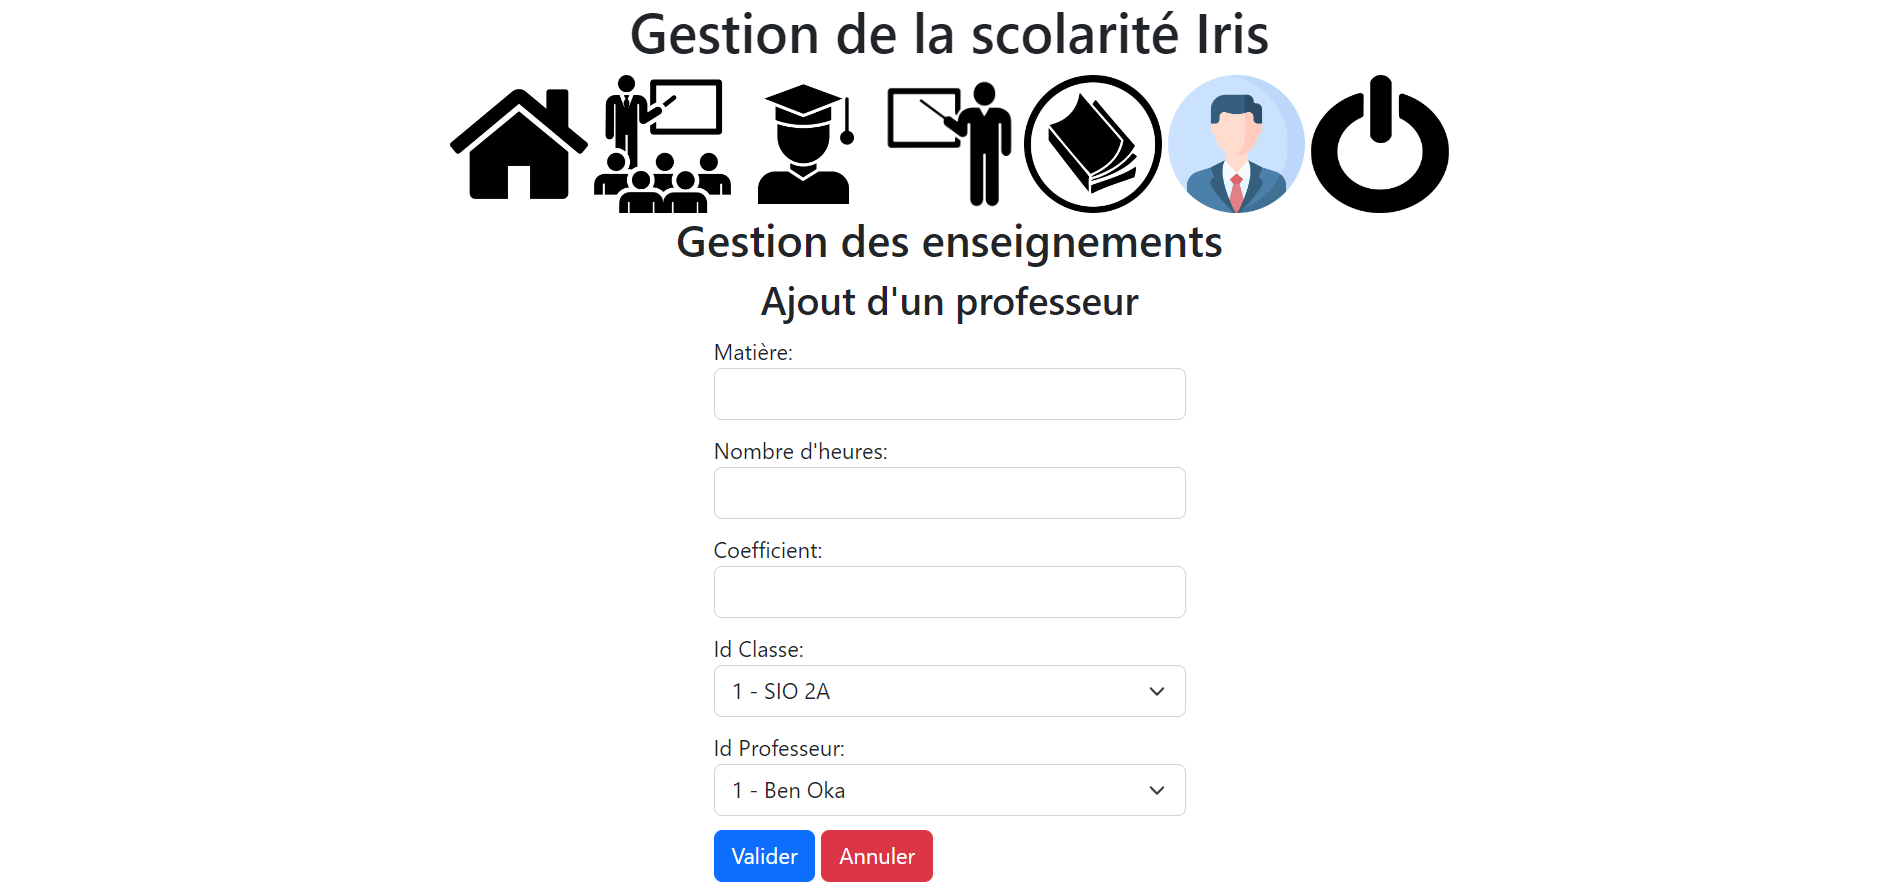 Gestion de la scolarité Iris
Gestion des enseignements
Ajout d'un professeur
Matière:
Nombre d'heures:
Coefficient:
Id Classe:
1 - SIO 2A
Id Professeur:
1 - Ben Oka
Valider Annuler